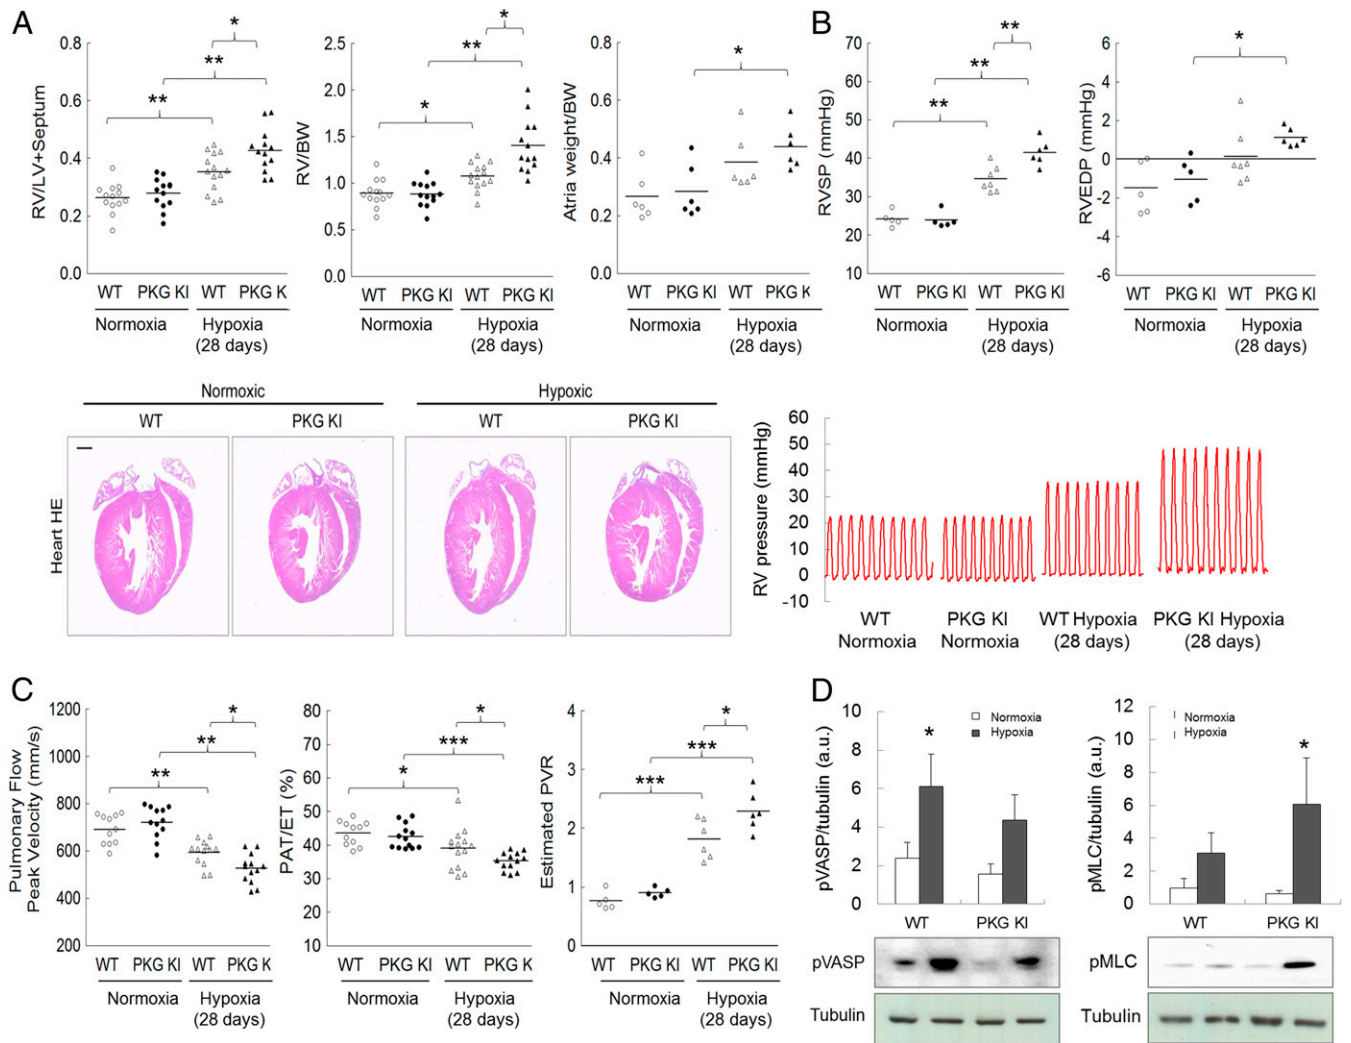 A
B
RV/LV+Septum
0.8
0.6
0.4
0.2
0.0
*
**
**
WT PKG KI WT PKG K
Normoxia Hypoxia
(28 days)
RV/BW
2.5
2.0
1.5
1.0
0.5
0.0
*
**
*
WT PKG KI WT PKG KI
Normoxia Hypoxia
(28 days)
Atria weight/BW
0.8
0.6
0.4
0.2
0.0
*
WT PKG KI WT PKG K
Normoxia Hypoxia
(28 days)
RVSP (mmHg)
70
60
50
40
30
20
10
**
**
**
WT PKG KI WT PKG KI
Normoxia Hypoxia
(28 days)
RVEDP (mmHg)
6
4
2
0
-2
-4
-6
*
WT PKG KI WT PKG KI
Normoxia Hypoxia
(28 days)
Normoxic Hypoxic
WT PKG KI WT PKG KI
Heart HE
RV pressure (mmHg)
60
50
40
30
20
10
0
-10
WT PKG KI WT Hypoxia PKG KI Hypoxia
Normoxia Normoxia (28 days) (28 days)
C
D
Pulmonary Flow
Peak Velocity (mm/s)
1200
1000
800
600
400
200
*
**
**
WT PKG KI WT PKG K
Normoxia Hypoxia
(28 days)
PAT/ET (%)
80
70
60
50
40
30
20
10
*
***
*
WT PKG KI WT PKG K
Normoxia Hypoxia
(28 days)
Estimated PVR
4
3
2
1
0
*
***
***
WT PKG KI WT PKG KI
Normoxia Hypoxia
(28 days)
pVASP/tubulin (a.u.)
10
8
6
4
2
0
Normoxia
Hypoxia
*
WT PKG KI
pVASP
Tubulin
pMLC/tubulin (a.u.)
12
10
8
6
4
2
0
Normoxia
Hypoxia
*
WT PKG KI
pMLC
Tubulin